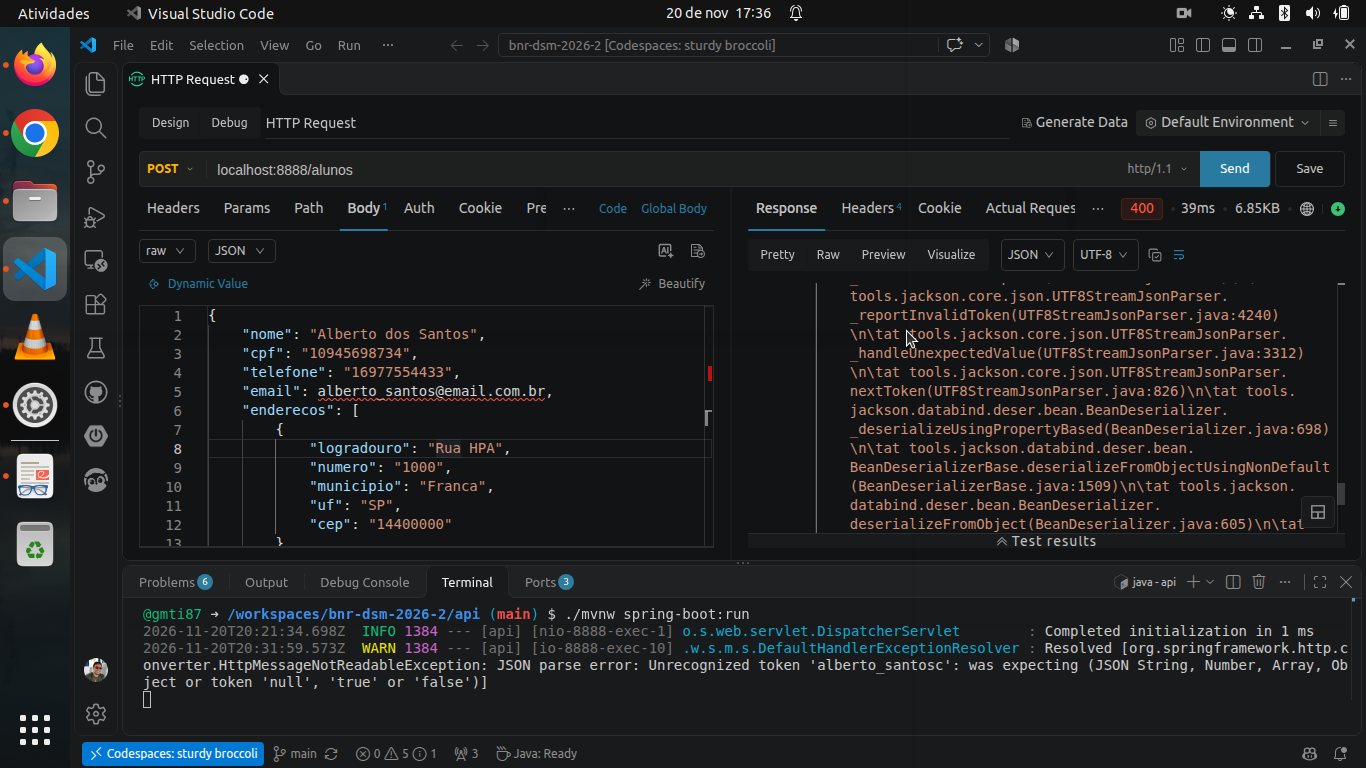 Atividades
Visual Studio Code
20 de nov 17:36
File Edit Selection View Go Run ···
bnr-dsm-2026-2 [Codespaces: sturdy broccoli]
HTTP Request
Design Debug HTTP Request
Generate Data Default Environment
POST localhost:8888/alunos http/1.1 Send Save
Headers Params Path Body 1 Auth Cookie Pre ··· Code Global Body
raw JSON
Dynamic Value Beautify
1 {
2 "nome": "Alberto dos Santos",
3 "cpf": "10945698734",
4 "telefone": "16977554433",
5 "email": alberto_santos@email.com.br,
6 "enderecos": [
7 {
8 "logradouro": "Rua HPA",
9 "numero": "1000",
10 "municipio": "Franca",
11 "uf": "SP",
12 "cep": "14400000"
13 }
Response Headers 4 Cookie Actual Reques ··· 400 39ms 6.85KB
Pretty Raw Preview Visualize JSON UTF-8
tools.jackson.core.json.UTF8StreamJsonParser.
_reportInvalidToken(UTF8StreamJsonParser.java:4240)
\n\tat tools.jackson.core.json.UTF8StreamJsonParser.
_handleUnexpectedValue(UTF8StreamJsonParser.java:3312)
\n\tat tools.jackson.core.json.UTF8StreamJsonParser.
nextToken(UTF8StreamJsonParser.java:826)\n\tat tools.
jackson.databind.deser.bean.BeanDeserializer.
_deserializeUsingPropertyBased(BeanDeserializer.java:698)
\n\tat tools.jackson.databind.deser.bean.
BeanDeserializerBase.deserializeFromObjectUsingNonDefault
(BeanDeserializerBase.java:1509)\n\tat tools.jackson.
databind.deser.bean.BeanDeserializer.
deserializeFromObject(BeanDeserializer.java:605)\n\tat
Test results
Problems 6 Output Debug Console Terminal Ports 3
java - api
@gmti87 → /workspaces/bnr-dsm-2026-2/api (main) $ ./mvnw spring-boot:run
2026-11-20T20:21:34.698Z INFO 1384 --- [api] [nio-8888-exec-1] o.s.web.servlet.DispatcherServlet : Completed initialization in 1 ms
2026-11-20T20:31:59.573Z WARN 1384 --- [api] [io-8888-exec-10] .w.s.m.s.DefaultHandlerExceptionResolver : Resolved [org.springframework.http.c
onverter.HttpMessageNotReadableException: JSON parse error: Unrecognized token 'alberto_santosc': was expecting (JSON String, Number, Array, Ob
ject or token 'null', 'true' or 'false')]
Codespaces: sturdy broccoli main 0 5 1 3 Java: Ready